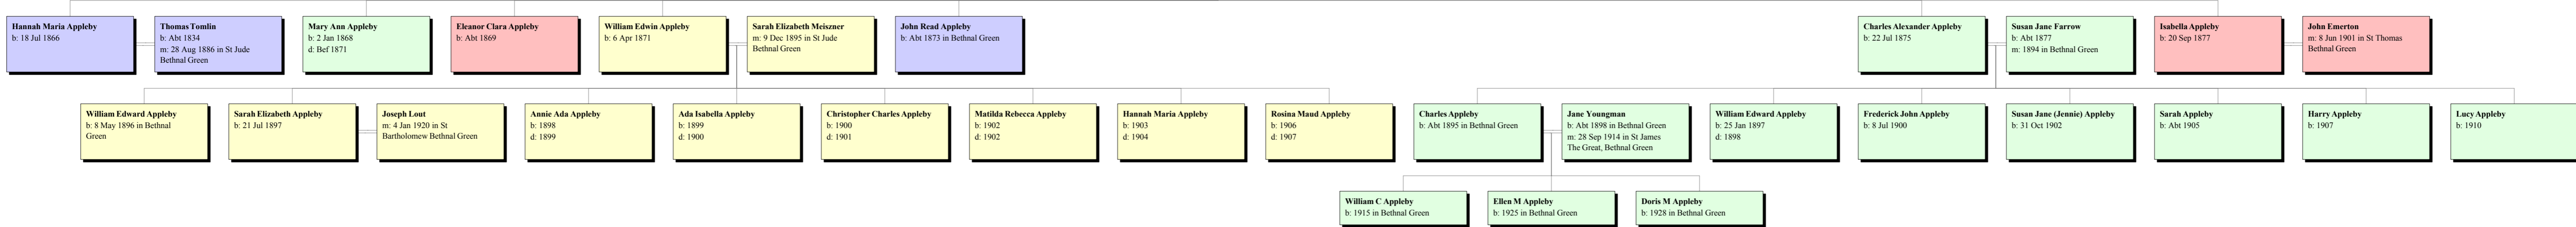 Hannah Maria Appleby
b: 18 Jul 1866
Thomas Tomlin
b: Abt 1834
m: 28 Aug 1886 in St Jude
Bethnal Green
Mary Ann Appleby
b: 2 Jan 1868
d: Bef 1871
Eleanor Clara Appleby
b: Abt 1869
William Edwin Appleby
b: 6 Apr 1871
Sarah Elizabeth Meiszner
m: 9 Dec 1895 in St Jude
Bethnal Green
John Read Appleby
b: Abt 1873 in Bethnal Green
Charles Alexander Appleby
b: 22 Jul 1875
Susan Jane Farrow
b: Abt 1877
m: 1894 in Bethnal Green
Isabella Appleby
b: 20 Sep 1877
John Emerton
m: 8 Jun 1901 in St Thomas
Bethnal Green
William Edward Appleby
b: 8 May 1896 in Bethnal
Green
Sarah Elizabeth Appleby
b: 21 Jul 1897
Joseph Lout
m: 4 Jan 1920 in St
Bartholomew Bethnal Green
Annie Ada Appleby
b: 1898
d: 1899
Ada Isabella Appleby
b: 1899
d: 1900
Christopher Charles Appleby
b: 1900
d: 1901
Matilda Rebecca Appleby
b: 1902
d: 1902
Hannah Maria Appleby
b: 1903
d: 1904
Rosina Maud Appleby
b: 1906
d: 1907
Charles Appleby
b: Abt 1895 in Bethnal Green
Jane Youngman
b: Abt 1898 in Bethnal Green
m: 28 Sep 1914 in St James
The Great, Bethnal Green
William Edward Appleby
b: 25 Jan 1897
d: 1898
Frederick John Appleby
b: 8 Jul 1900
Susan Jane (Jennie) Appleby
b: 31 Oct 1902
Sarah Appleby
b: Abt 1905
Harry Appleby
b: 1907
Lucy Appleby
b: 1910
William C Appleby
b: 1915 in Bethnal Green
Ellen M Appleby
b: 1925 in Bethnal Green
Doris M Appleby
b: 1928 in Bethnal Green